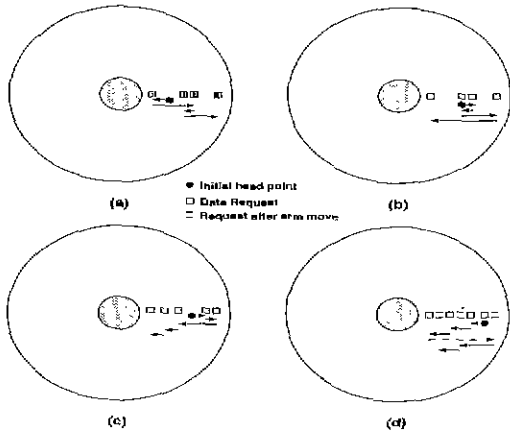 (a)
(b)
Initial head point
Data Request
Request after arm move
(c)
(d)